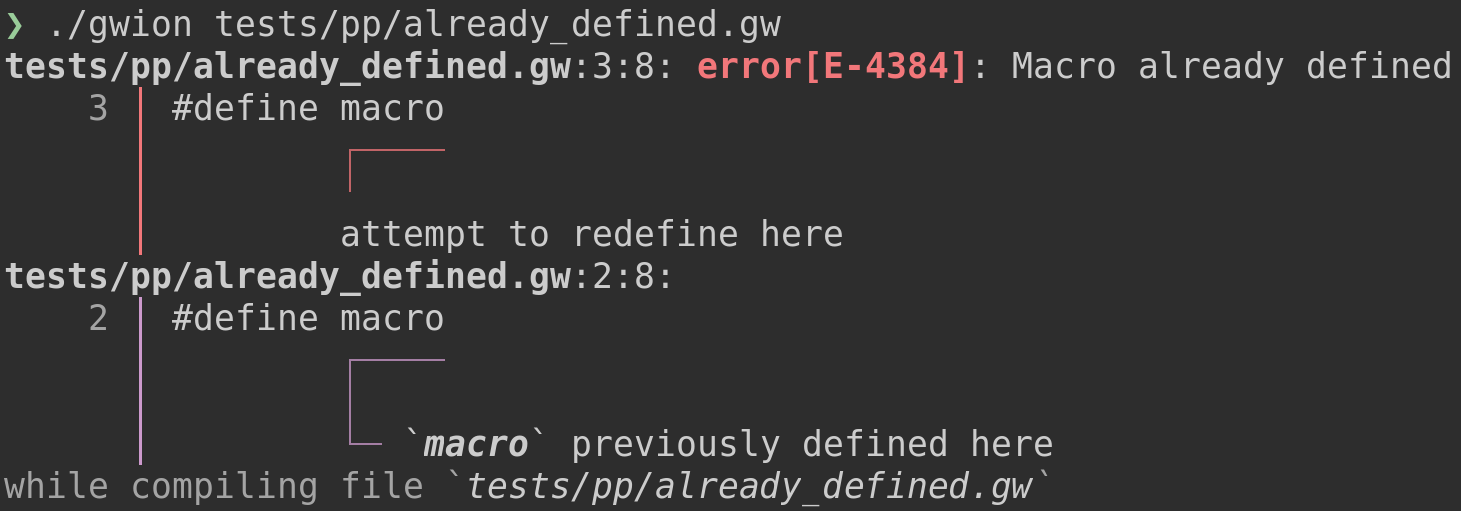 ❯ ./gwion tests/pp/already_defined.gw
tests/pp/already_defined.gw:3:8: error[E-4384]: Macro already defined
3 #define macro
attempt to redefine here
tests/pp/already_defined.gw:2:8:
2 #define macro
`macro` previously defined here
while compiling file `tests/pp/already_defined.gw`